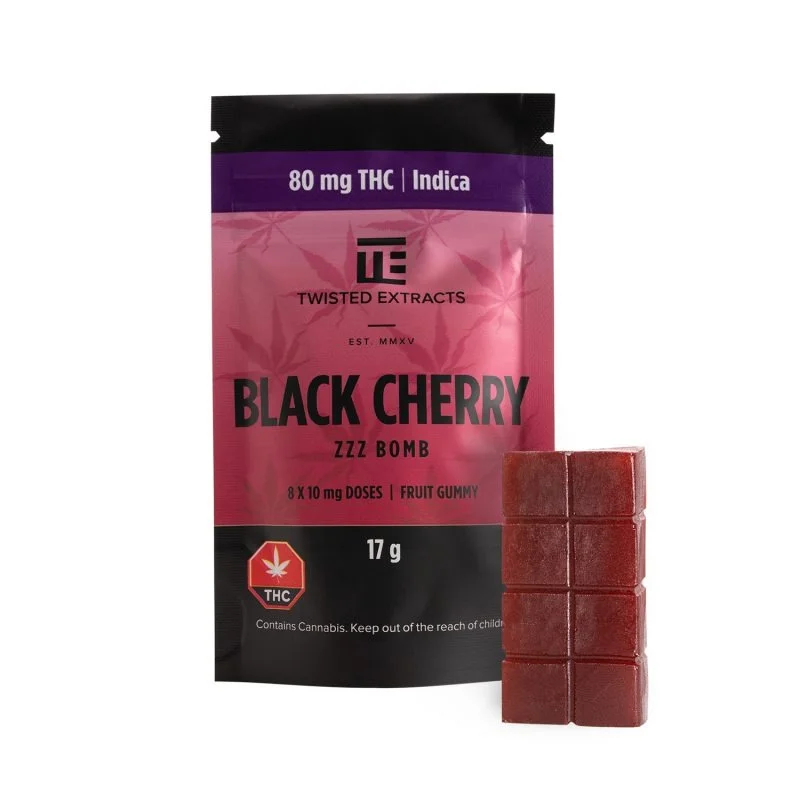 80 mg THC | Indica
TE
TWISTED EXTRACTS
EST. MMXV
BLACK CHERRY
ZZZ BOMB
8 X 10 mg DOSES | FRUIT GUMMY
17 g
THC
Contains Cannabis. Keep out of the reach of